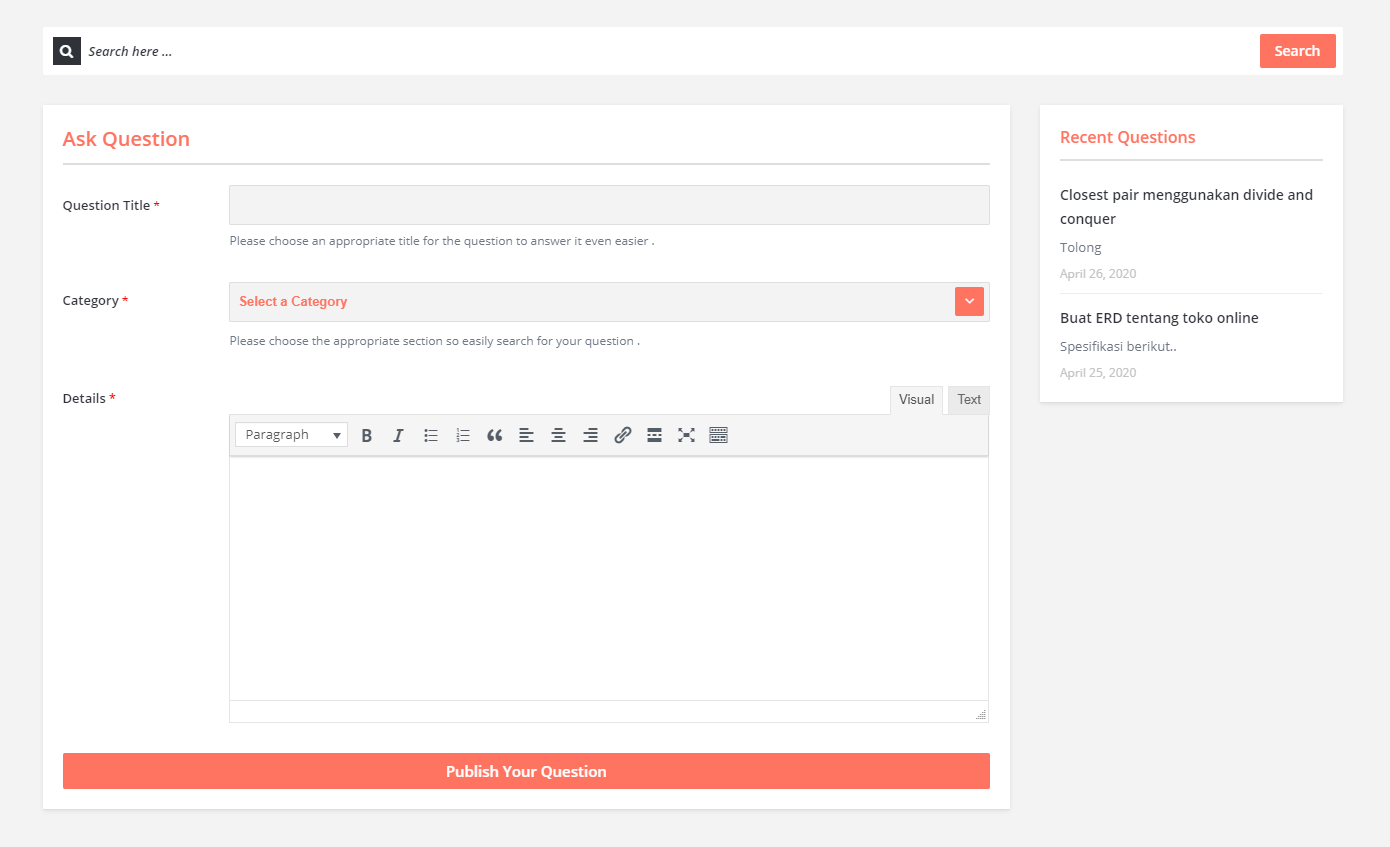 Search here ...
Search
Ask Question
Question Title *
Please choose an appropriate title for the question to answer it even easier .
Category *
Select a Category
Please choose the appropriate section so easily search for your question .
Details *
Visual
Text
Paragraph
B
I
Publish Your Question
Recent Questions
Closest pair menggunakan divide and
conquer
Tolong
April 26, 2020
Buat ERD tentang toko online
Spesifikasi berikut..
April 25, 2020